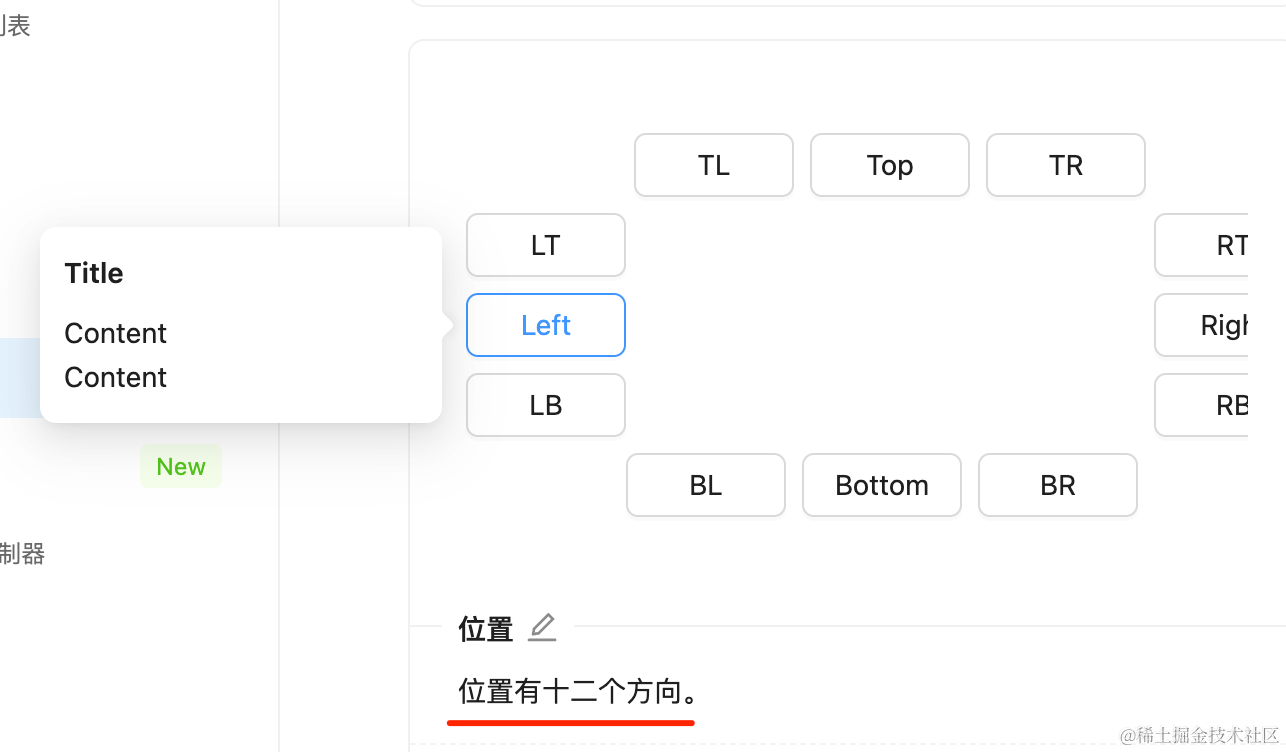 列表
TL Top TR
LT RT
Title
Left Righ
Content
Content
LB RB
New
BL Bottom BR
制器
位置
位置有十二个方向。
@稀土掘金技术社区